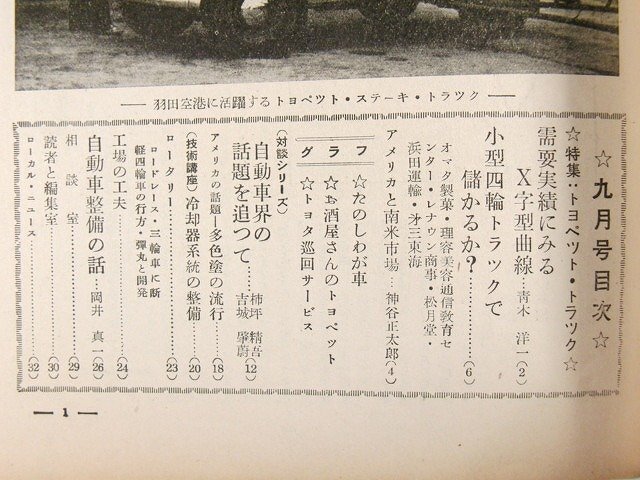 羽田空港に活躍するトヨペツト・ステーキ・トラツク
☆九月号目次☆
☆特集：トヨペツト・トラツク☆
需要実績にみる
X字型曲線…青木洋一(2)
小型四輪トラツクで
儲かるか？………(6)
オマタ製菓・理容美容通信教育セ
ンター・レナウン商事・松月堂・
浜田運輸・才三東海
アメリカと南米市場…神谷正太郎(4)
グラフ
☆たのしわが車
☆お酒屋さんのトヨペット
☆トヨタ巡回サービス
(対談シリーズ)
自動車界の
話題を追つて……柿坪精吾 吉城肇蔚(12)
アメリカの話題―多色塗の流行……(18)
(技術講座)冷却器系統の整備……(20)
ロータリー……………(23)
ロードレース・三輪車に断
軽四輪車の行方・弾丸と開発
工場の工夫……………(24)
自動車整備の話……岡井真一(26)
相談室……………(29)
読者と編集室……………(30)
ローカル・ニュース……………(32)
— 1 —